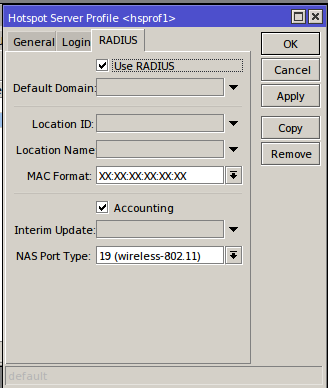 Hotspot Server Profile <hsprof1>
General Login RADIUS
Use RADIUS
Default Domain:
Location ID:
Location Name
MAC Format: XX:XX:XX:XX:XX:XX
Accounting
Interim Update:
NAS Port Type: 19 (wireless-802.11)
OK
Cancel
Apply
Copy
Remove
default